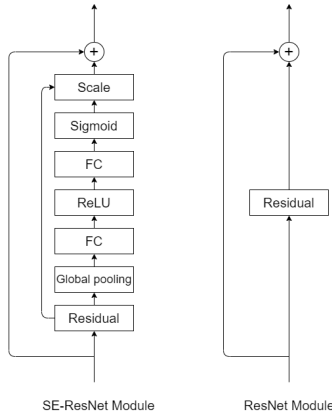 +
Scale
Sigmoid
FC
ReLU
FC
Global pooling
Residual
SE-ResNet Module
+
Residual
ResNet Module